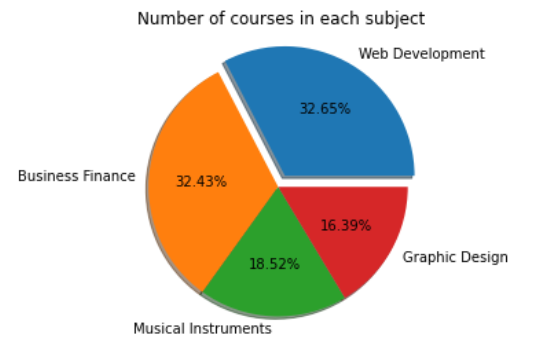 Number of courses in each subject
Web Development
32.65%
Business Finance
32.43%
16.39%
Graphic Design
18.52%
Musical Instruments